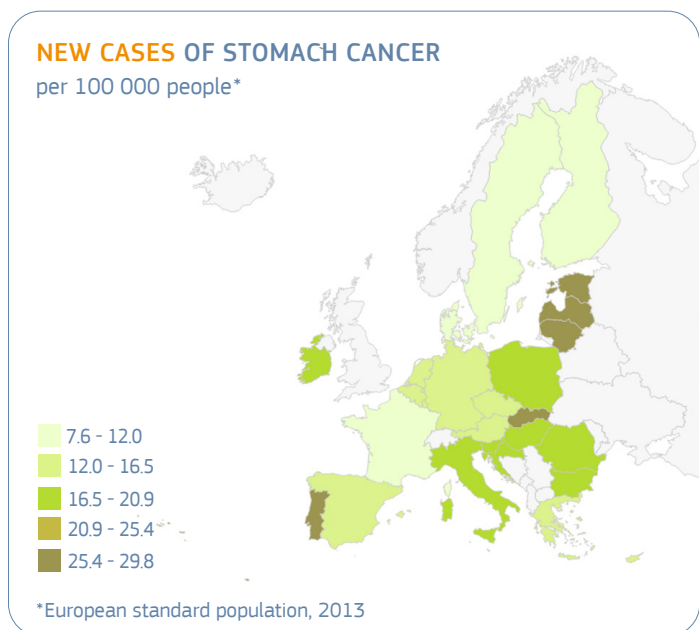 NEW CASES OF STOMACH CANCER
per 100 000 people*
7.6 - 12.0
12.0 - 16.5
16.5 - 20.9
20.9 - 25.4
25.4 - 29.8
*European standard population, 2013